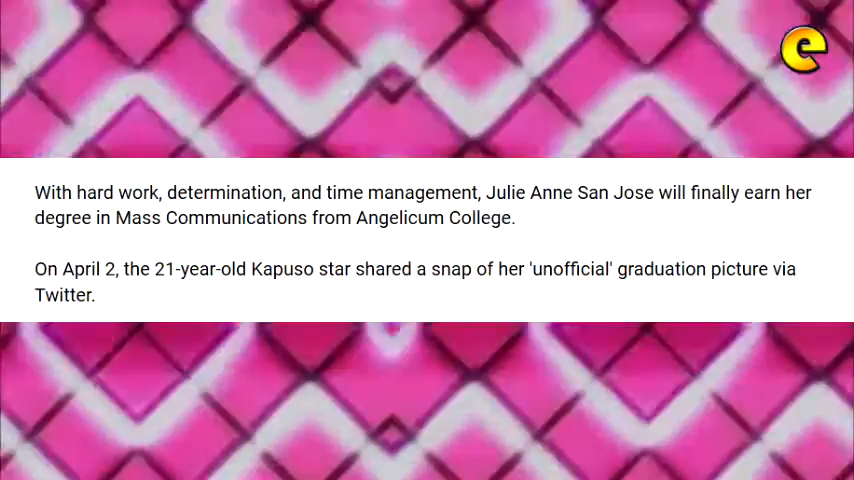 With hard work, determination, and time management, Julie Anne San Jose will finally earn her
degree in Mass Communications from Angelicum College.
On April 2, the 21-year-old Kapuso star shared a snap of her 'unofficial' graduation picture via
Twitter.
e